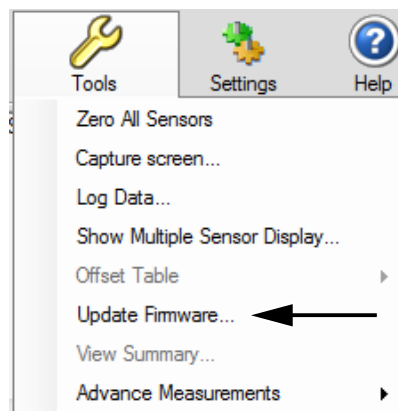 Tools Settings Help
Zero All Sensors
Capture screen...
Log Data...
Show Multiple Sensor Display...
Offset Table
Update Firmware...
View Summary...
Advance Measurements